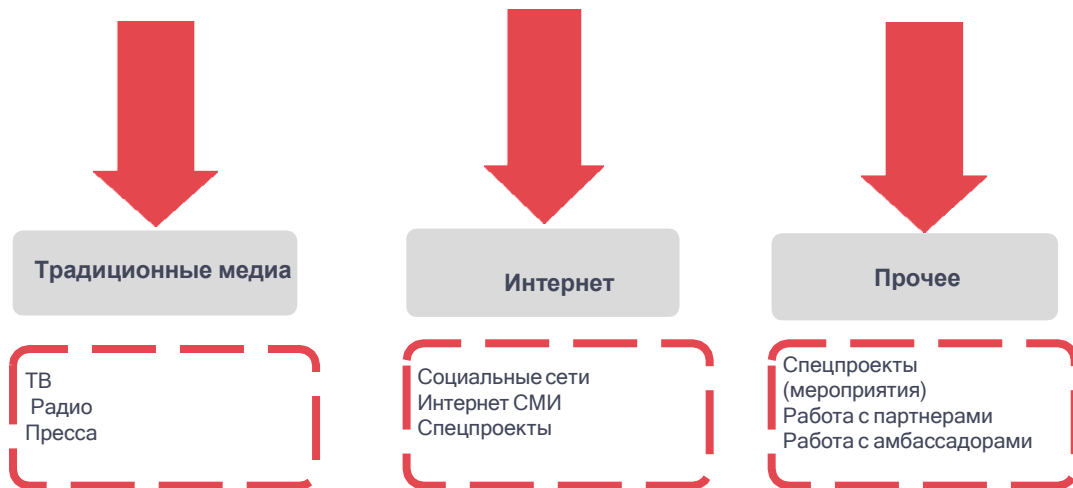 Традиционные медиа
Интернет
Прочее
ТВ
Радио
Пресса
Социальные сети
Интернет СМИ
Спецпроекты
Спецпроекты
(мероприятия)
Работа с партнерами
Работа с амбассадорами